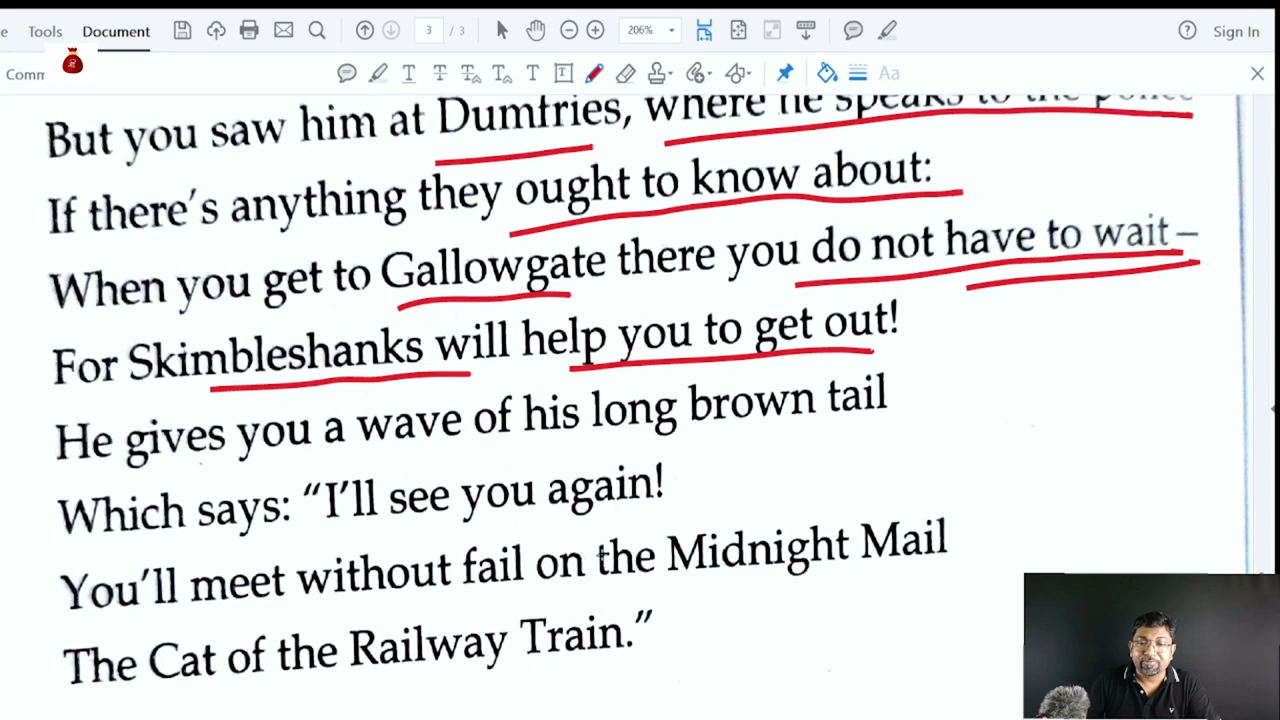 Tools Document 3 / 3 206% Sign In
Comm
Aa
But you saw him at Dumfries, where he speaks to the police
If there's anything they ought to know about:
When you get to Gallowgate there you do not have to wait–
For Skimbleshanks will help you to get out!
He gives you a wave of his long brown tail
Which says: "I'll see you again!
You'll meet without fail on the Midnight Mail
The Cat of the Railway Train."